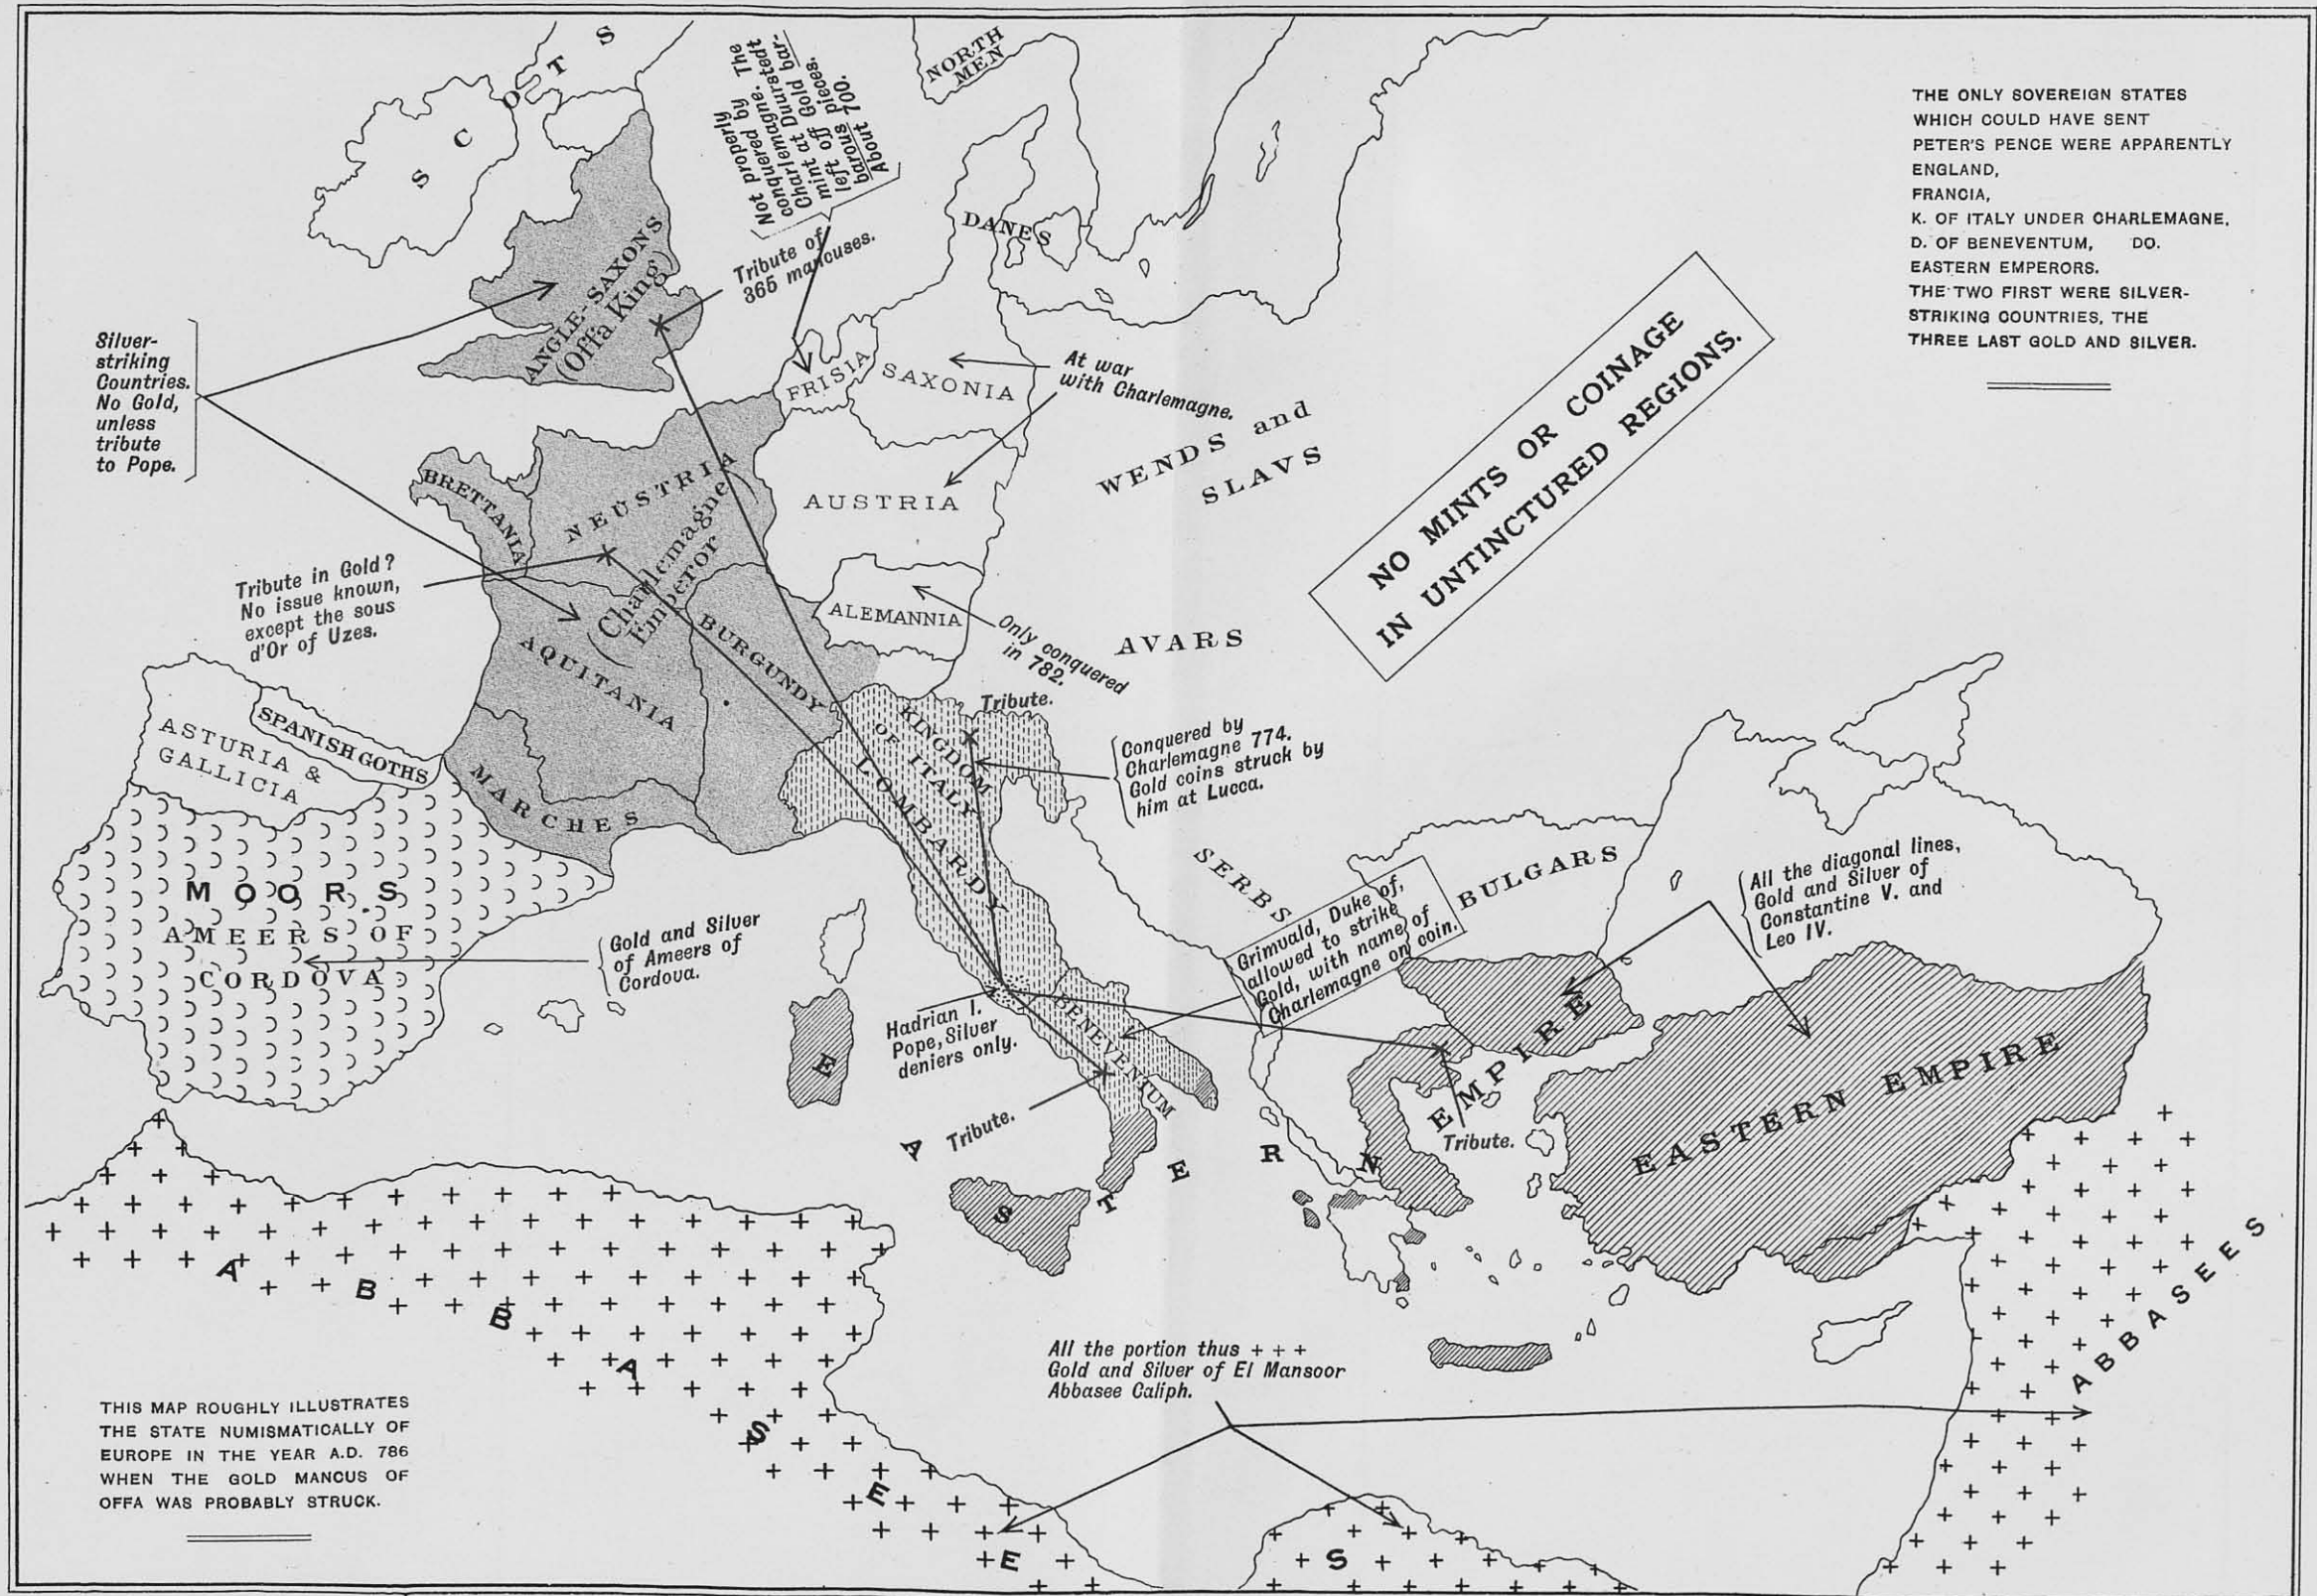 SCOTS
NORTH
MEN
Not properly
conquered by
Charlemagne. The
mint at Duurstedt
left off Gold bar-
barous pieces.
About 700.
THE ONLY SOVEREIGN STATES
WHICH COULD HAVE SENT
PETER'S PENCE WERE APPARENTLY
ENGLAND,
FRANCIA,
K. OF ITALY UNDER CHARLEMAGNE,
D. OF BENEVENTUM, DO.
EASTERN EMPERORS.
THE TWO FIRST WERE SILVER-
STRIKING COUNTRIES, THE
THREE LAST GOLD AND SILVER.
DANES
Tribute of
365 mancuses.
ANGLE-SAXONS
(Offa King)
Silver-
striking
Countries.
No Gold,
unless
tribute
to Pope.
FRISIA
SAXONIA
At war
with Charlemagne.
NO MINTS OR COINAGE
IN UNTINCTURED REGIONS.
WENDS and
SLAVS
BRETTANIA
NEUSTRIA
(Charlemagne)
Emperor
AUSTRIA
Tribute in Gold?
No issue known,
except the sous
d'Or of Uzes.
ALEMANNIA
Only conquered
in 782.
AVARS
AQUITANIA
BURGUNDY
Tribute.
KINGDOM
OF ITALY
LOMBARDY
Conquered by
Charlemagne 774.
Gold coins struck by
him at Lucca.
ASTURIA &
GALLICIA
SPANISH GOTHS
MARCHES
SERBS
BULGARS
All the diagonal lines,
Gold and Silver of
Constantine V. and
Leo IV.
MOORS
AMEERS OF
CORDOVA
Gold and Silver
of Ameers of
Cordova.
Grimvald, Duke of,
allowed to strike
Gold, with name of
Charlemagne on coin.
Hadrian I.
Pope, Silver
deniers only.
BENEVENTUM
Tribute.
EASTERN
EMPIRE
Tribute.
EASTERN EMPIRE
ABBASEES
ABBASEES
All the portion thus + + +
Gold and Silver of El Mansoor
Abbasee Caliph.
THIS MAP ROUGHLY ILLUSTRATES
THE STATE NUMISMATICALLY OF
EUROPE IN THE YEAR A.D. 786
WHEN THE GOLD MANCUS OF
OFFA WAS PROBABLY STRUCK.